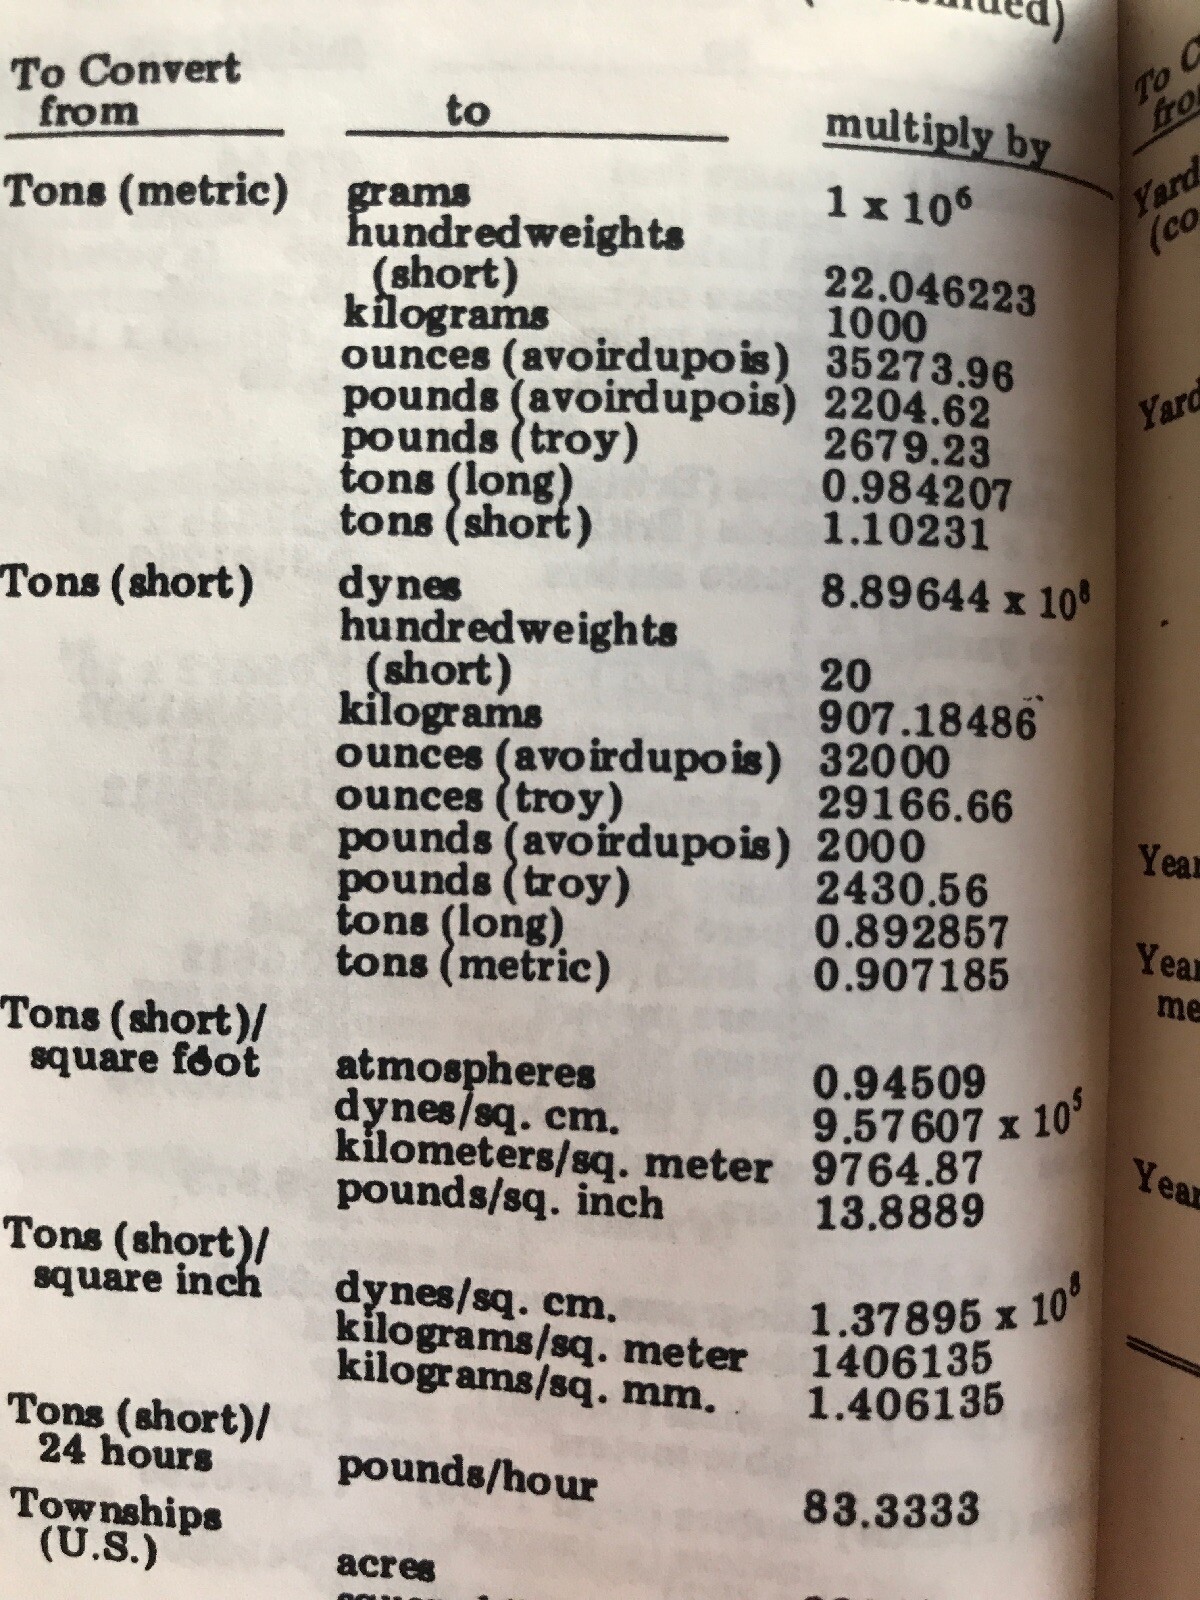 To Convert
from to multiply by
Tons (metric) grams 1 x 10⁶
hundredweights
(short) 22.046223
kilograms 1000
ounces (avoirdupois) 35273.96
pounds (avoirdupois) 2204.62
pounds (troy) 2679.23
tons (long) 0.984207
tons (short) 1.10231
Tons (short) dynes 8.89644 x 10⁸
hundredweights
(short) 20
kilograms 907.18486
ounces (avoirdupois) 32000
ounces (troy) 29166.66
pounds (avoirdupois) 2000
pounds (troy) 2430.56
tons (long) 0.892857
tons (metric) 0.907185
Tons (short)/
square foot atmospheres 0.94509
dynes/sq. cm. 9.57607 x 10⁵
kilometers/sq. meter 9764.87
pounds/sq. inch 13.8889
Tons (short)/
square inch dynes/sq. cm. 1.37895 x 10⁸
kilograms/sq. meter 1406135
kilograms/sq. mm. 1.406135
Tons (short)/
24 hours pounds/hour 83.3333
Townships
(U.S.) acres
To
Yard
(co
Yard
me